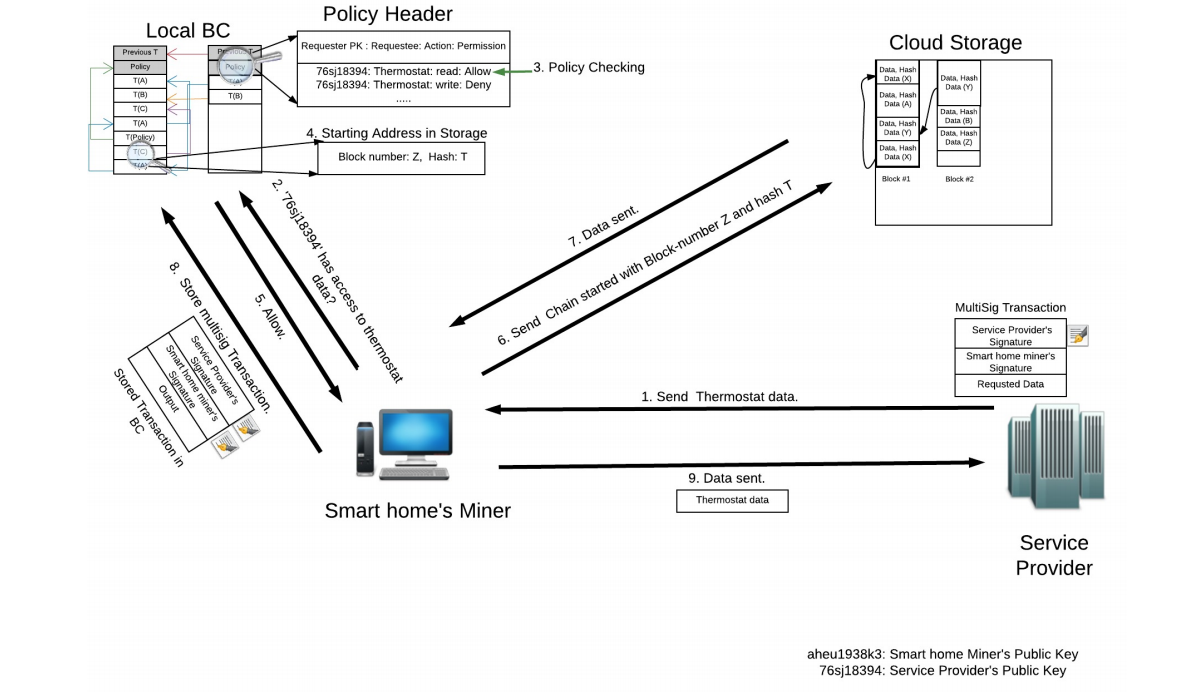 Policy Header
Local BC
Cloud Storage
Previous T
Policy
T(A)
T(B)
T(C)
T(A)
T(Policy)
T(C)
T(A)
Previous T
Policy
T(A)
T(B)
Requester PK : Requestee: Action: Permission
76sj18394: Thermostat: read: Allow
76sj18394: Thermostat: write: Deny
.....
3. Policy Checking
4. Starting Address in Storage
Block number: Z, Hash: T
Data, Hash
Data (X)
Data, Hash
Data (A)
Data, Hash
Data (Y)
Data, Hash
Data (X)
Block #1
Data, Hash
Data (Y)
Data, Hash
Data (B)
Data, Hash
Data (Z)
Block #2
2. '76sj18394' has access to thermostat
data?
5. Allow.
8. Store multisig Transaction.
Service Provider's
Signature
Smart home miner's
Signature
Output
Stored Transaction in
BC
7. Data sent.
6. Send Chain started with Block-number Z and hash T
MultiSig Transaction
Service Provider's
Signature
Smart home miner's
Signature
Requsted Data
1. Send Thermostat data.
9. Data sent.
Thermostat data
Smart home's Miner
Service
Provider
aheu1938k3: Smart home Miner's Public Key
76sj18394: Service Provider's Public Key